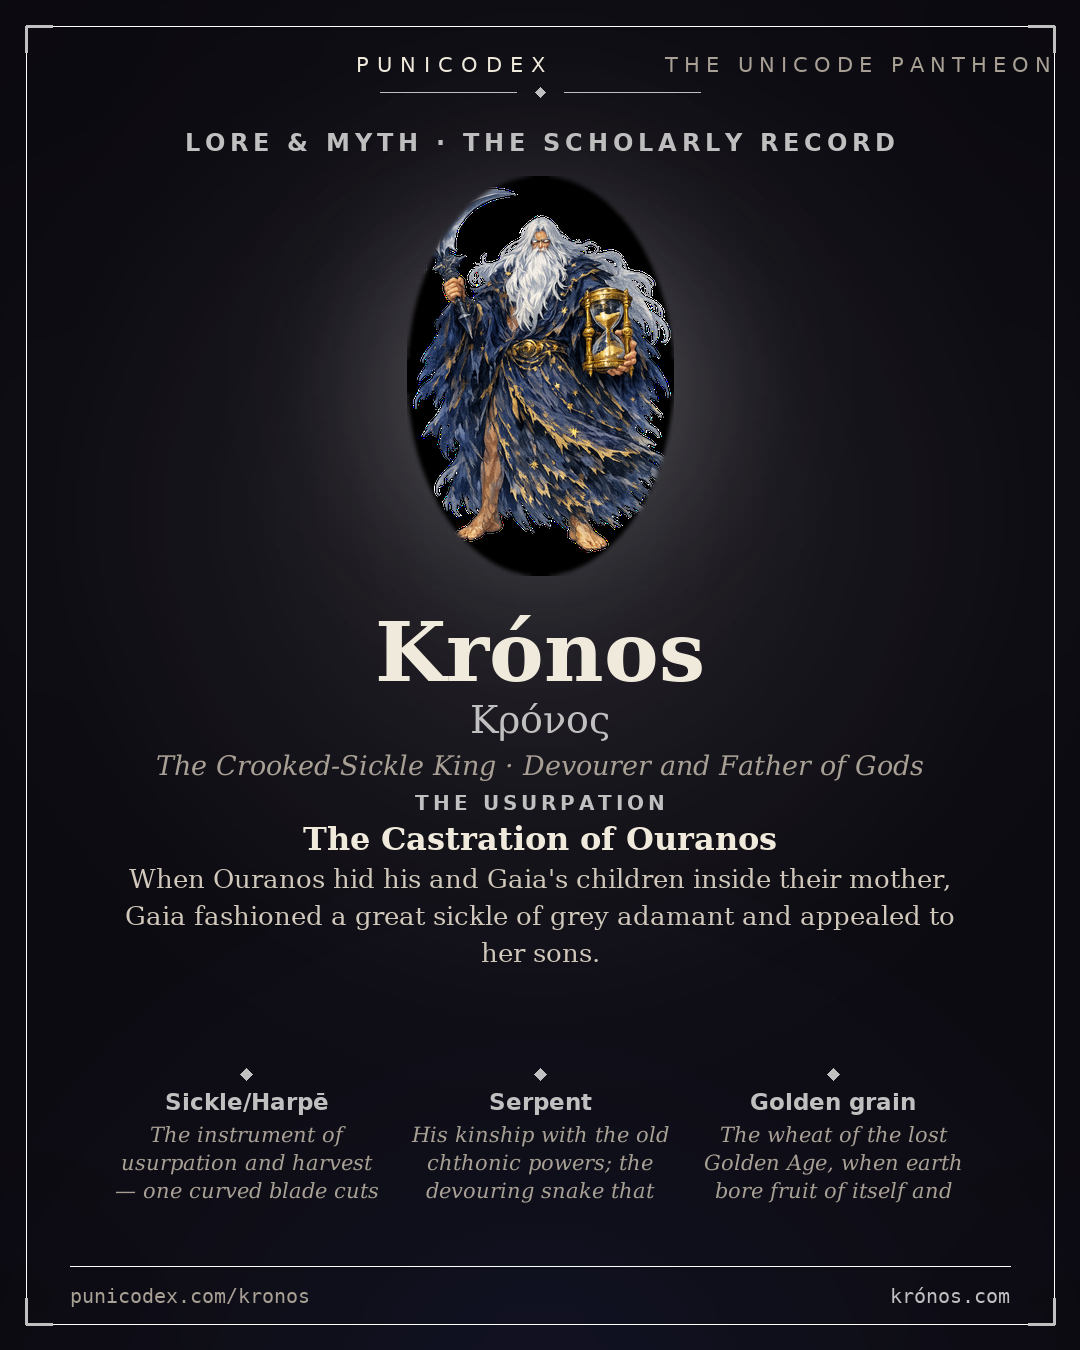 PUNICODEX THE UNICODE PANTHEON
LORE & MYTH · THE SCHOLARLY RECORD
Krónos
Κρόνος
The Crooked-Sickle King · Devourer and Father of Gods
THE USURPATION
The Castration of Ouranos
When Ouranos hid his and Gaia's children inside their mother,
Gaia fashioned a great sickle of grey adamant and appealed to
her sons.
Sickle/Harpē
The instrument of
usurpation and harvest
— one curved blade cuts
Serpent
His kinship with the old
chthonic powers; the
devouring snake that
Golden grain
The wheat of the lost
Golden Age, when earth
bore fruit of itself and
punicodex.com/kronos
krónos.com